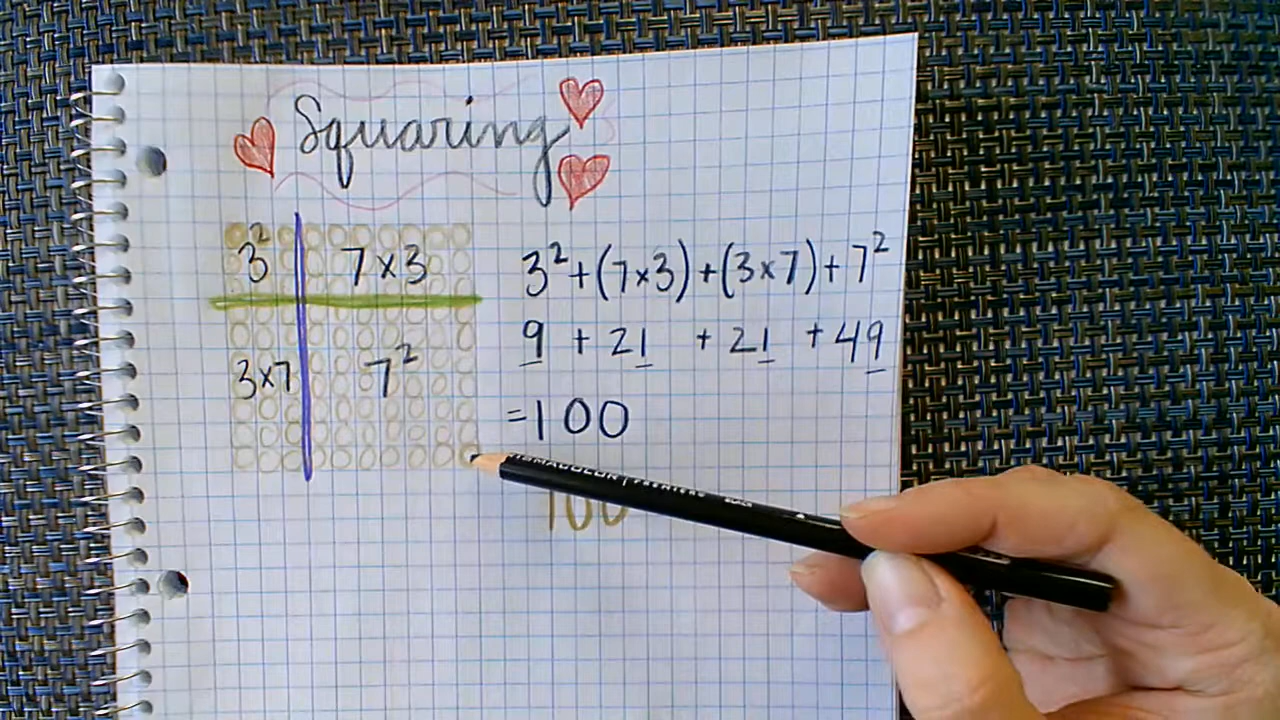 Squaring
3² 7×3
3×7 7²
3²+(7×3)+(3×7)+7²
9 + 21 + 21 + 49
=100
100
PREMIER